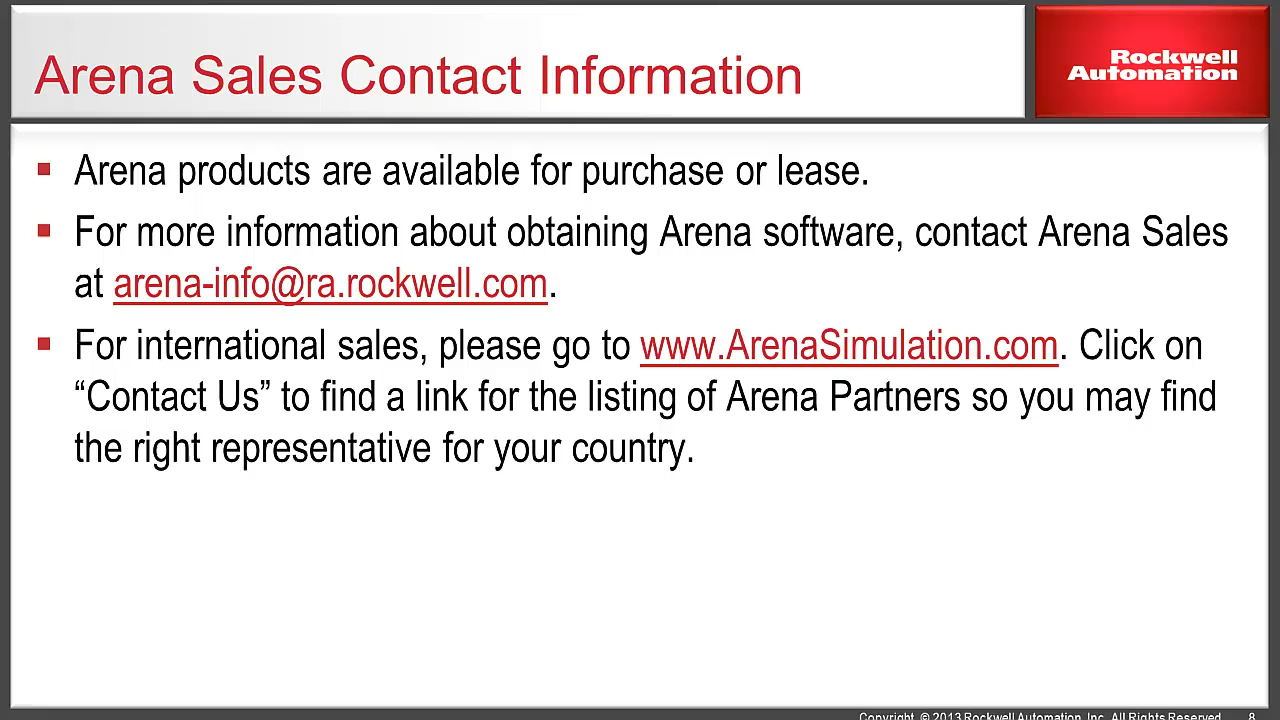 Arena Sales Contact Information
Rockwell
Automation
Arena products are available for purchase or lease.
For more information about obtaining Arena software, contact Arena Sales
at arena-info@ra.rockwell.com.
For international sales, please go to www.ArenaSimulation.com. Click on
“Contact Us” to find a link for the listing of Arena Partners so you may find
the right representative for your country.
Copyright © 2013 Rockwell Automation, Inc. All Rights Reserved. 8